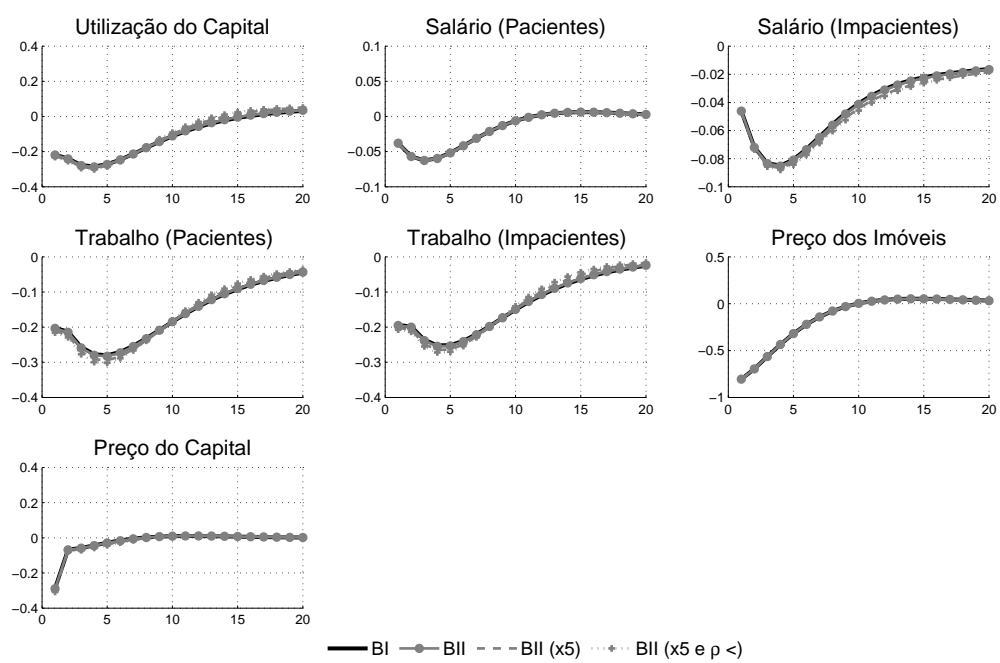 Utilização do Capital
0.4
0.2
0
−0.2
−0.4
0 5 10 15 20
Salário (Pacientes)
0.1
0.05
0
−0.05
−0.1
0 5 10 15 20
Salário (Impacientes)
0
−0.02
−0.04
−0.06
−0.08
−0.1
0 5 10 15 20
Trabalho (Pacientes)
0
−0.1
−0.2
−0.3
−0.4
0 5 10 15 20
Trabalho (Impacientes)
0
−0.1
−0.2
−0.3
−0.4
0 5 10 15 20
Preço dos Imóveis
0.5
0
−0.5
−1
0 5 10 15 20
Preço do Capital
0.4
0.2
0
−0.2
−0.4
0 5 10 15 20
BI BII BII (x5) BII (x5 e ρ <)